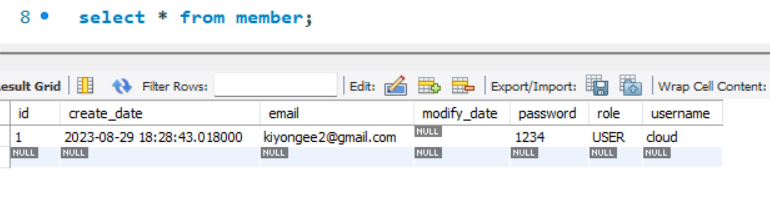 8 select * from member;
esult Grid Filter Rows: Edit: Export/Import: Wrap Cell Content:
id create_date email modify_date password role username
1 2023-08-29 18:28:43.018000 kiyongee2@gmail.com NULL 1234 USER cloud
NULL NULL NULL NULL NULL NULL NULL